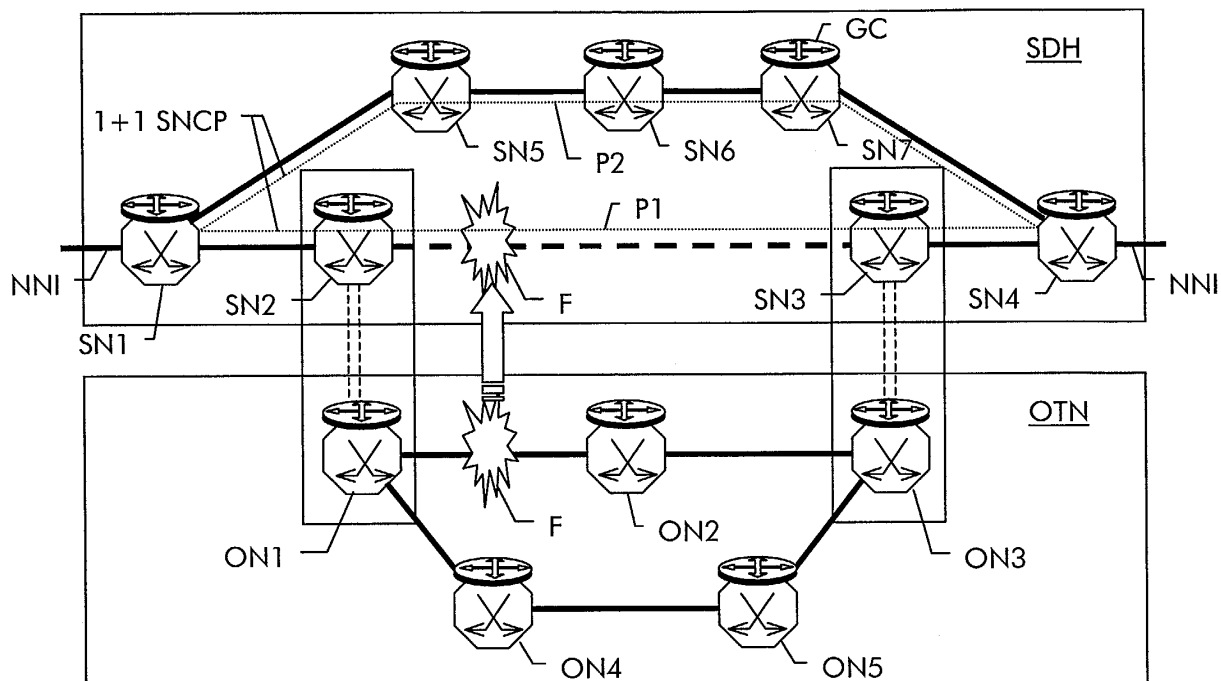 GC
SDH
1+1 SNCP
SN5
P2
SN6
SN7
P1
NNI
SN2
F
SN3
SN4
NNI
SN1
OTN
F
ON2
ON1
ON3
ON4
ON5